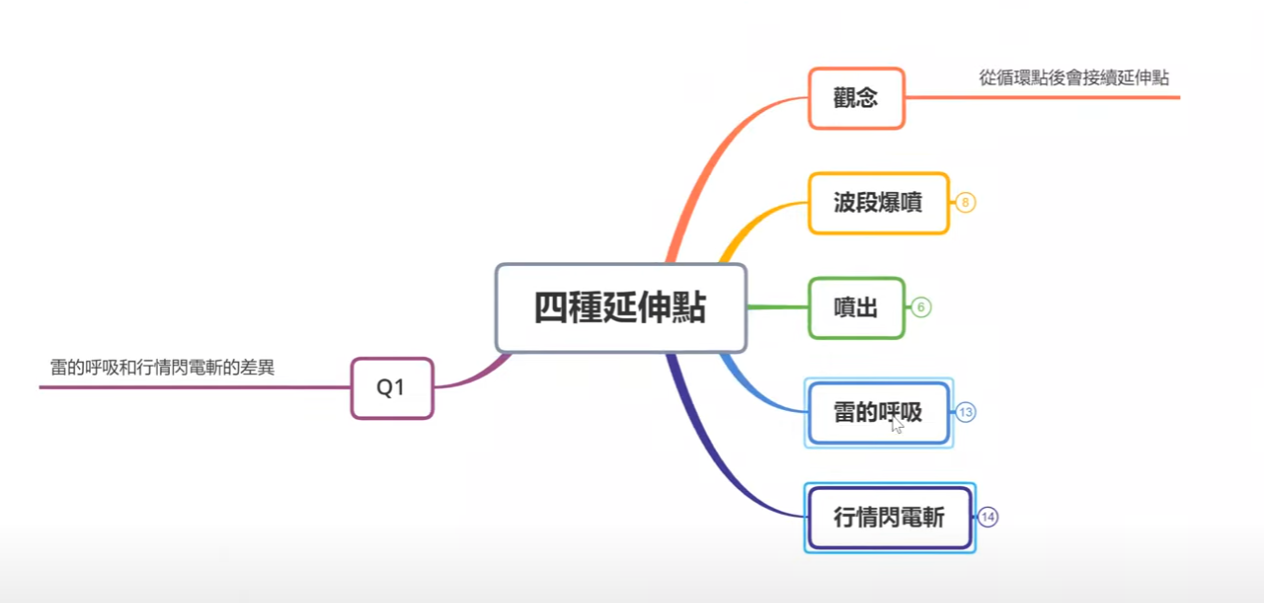 觀念
從循環點後會接續延伸點
波段爆噴
8
四種延伸點
噴出
6
雷的呼吸和行情閃電斬的差異
Q1
雷的呼吸
13
行情閃電斬
14